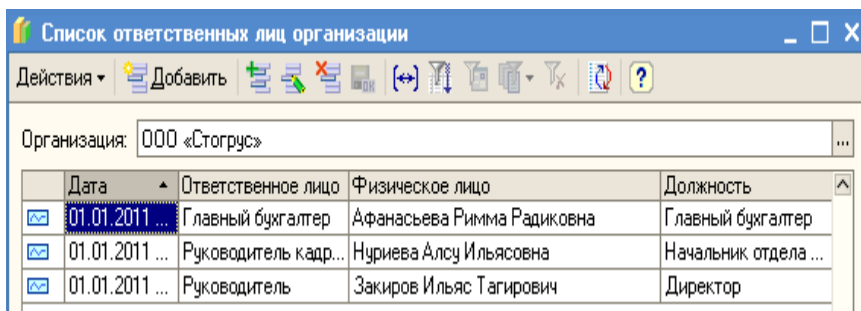 Список ответственных лиц организации
Действия Добавить
Организация: ООО «Стогрус» ...
Дата Ответственное лицо Физическое лицо Должность
01.01.2011 ... Главный бухгалтер Афанасьева Римма Радиковна Главный бухгалтер
01.01.2011 ... Руководитель кадр... Нуриева Алсу Ильясовна Начальник отдела ...
01.01.2011 ... Руководитель Закиров Ильяс Тагирович Директор